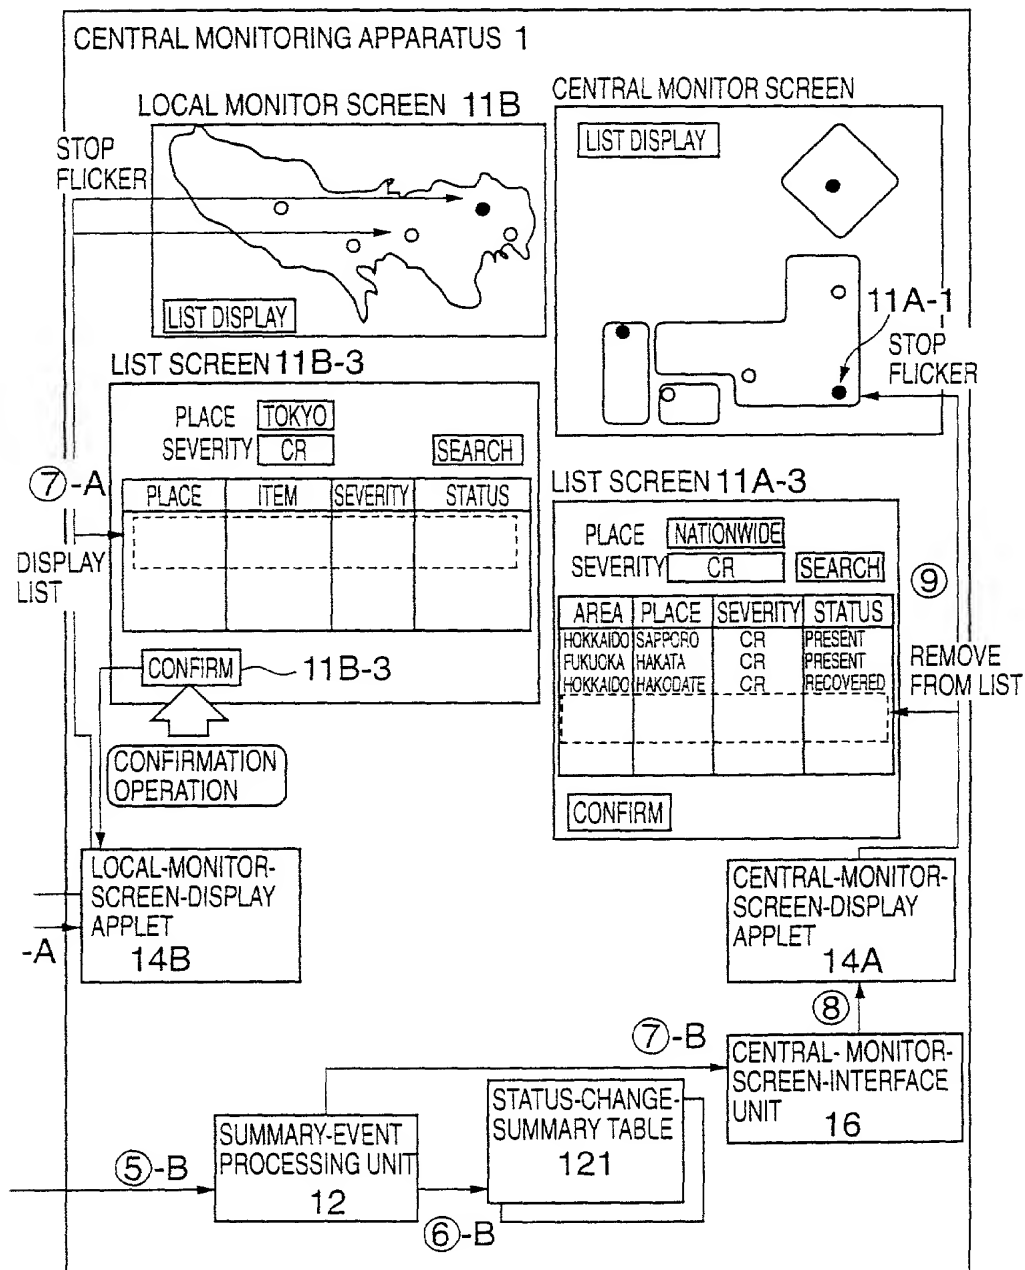 CENTRAL MONITORING APPARATUS 1
LOCAL MONITOR SCREEN 11B
STOP
FLICKER
LIST DISPLAY
CENTRAL MONITOR SCREEN
LIST DISPLAY
11A-1
STOP
FLICKER
LIST SCREEN 11B-3
PLACE TOKYO
SEVERITY CR SEARCH
PLACE ITEM SEVERITY STATUS
⑦-A
DISPLAY
LIST
CONFIRM 11B-3
CONFIRMATION
OPERATION
LIST SCREEN 11A-3
PLACE NATIONWIDE
SEVERITY CR SEARCH
AREA PLACE SEVERITY STATUS
HOKKAIDO SAPPORO CR PRESENT
FUKUOKA HAKATA CR PRESENT
HOKKAIDO HAKODATE CR RECOVERED
CONFIRM
⑨
REMOVE
FROM LIST
LOCAL-MONITOR-
SCREEN-DISPLAY
APPLET
14B
-A
CENTRAL-MONITOR-
SCREEN-DISPLAY
APPLET
14A
⑧
⑦-B
CENTRAL- MONITOR-
SCREEN-INTERFACE
UNIT
16
STATUS-CHANGE-
SUMMARY TABLE
121
SUMMARY-EVENT
PROCESSING UNIT
12
⑤-B
⑥-B